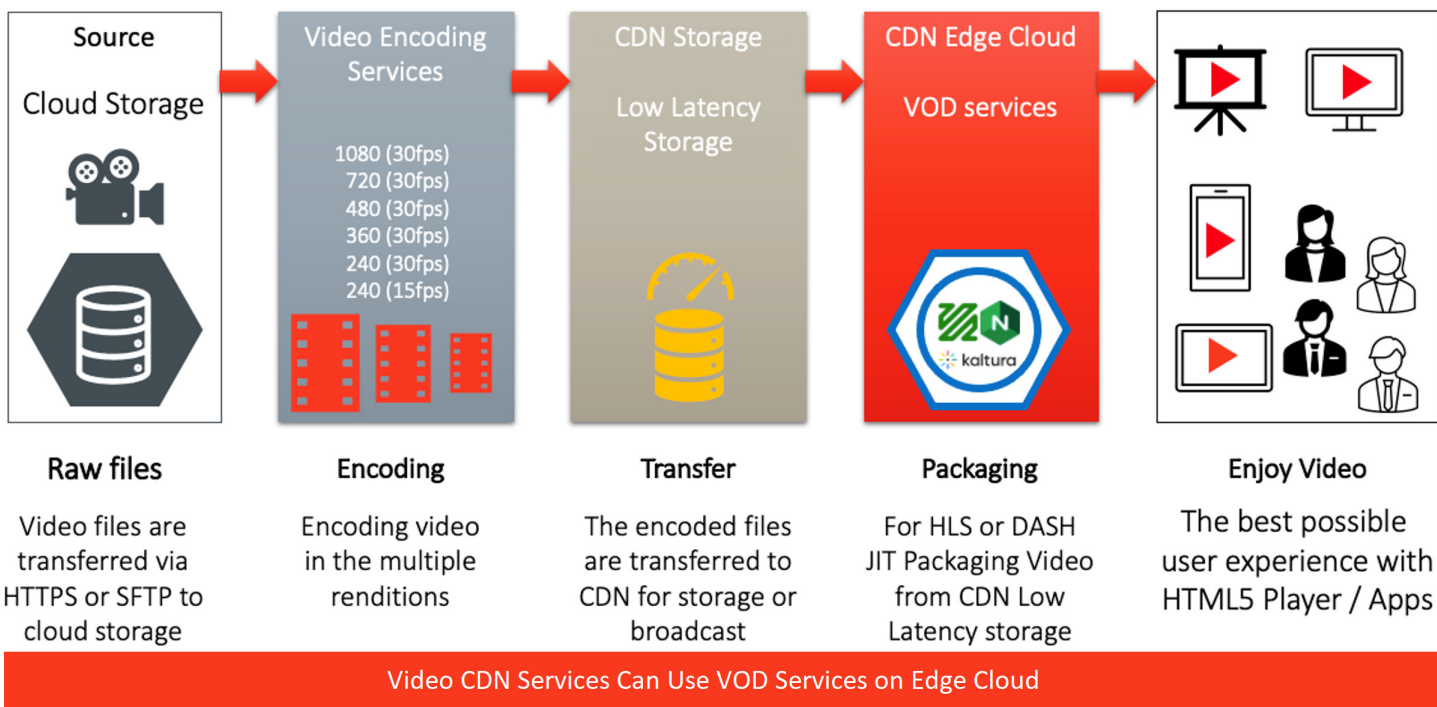 Source
Cloud Storage
Video Encoding
Services
1080 (30fps)
720 (30fps)
480 (30fps)
360 (30fps)
240 (30fps)
240 (15fps)
CDN Storage
Low Latency
Storage
CDN Edge Cloud
VOD services
N
kaltura
Raw files
Video files are
transferred via
HTTPS or SFTP to
cloud storage
Encoding
Encoding video
in the multiple
renditions
Transfer
The encoded files
are transferred to
CDN for storage or
broadcast
Packaging
For HLS or DASH
JIT Packaging Video
from CDN Low
Latency storage
Enjoy Video
The best possible
user experience with
HTML5 Player / Apps
Video CDN Services Can Use VOD Services on Edge Cloud